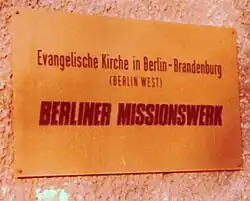 Evangelische Kirche in Berlin-Brandenburg
(BERLIN WEST)
BERLINER MISSIONSWERK